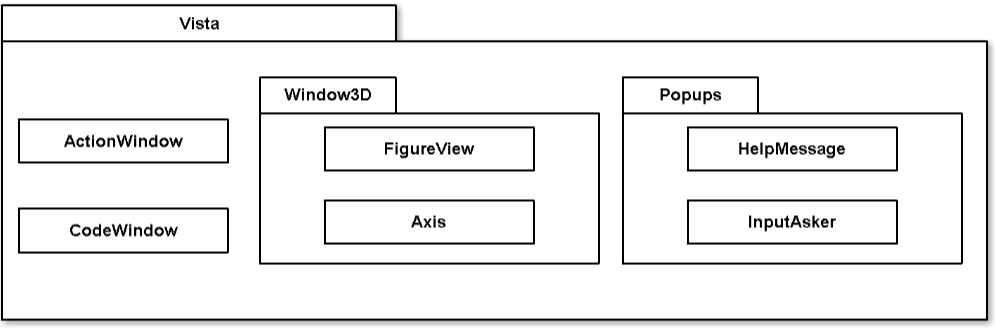 Vista
Window3D
Popups
ActionWindow
FigureView
HelpMessage
CodeWindow
Axis
InputAsker